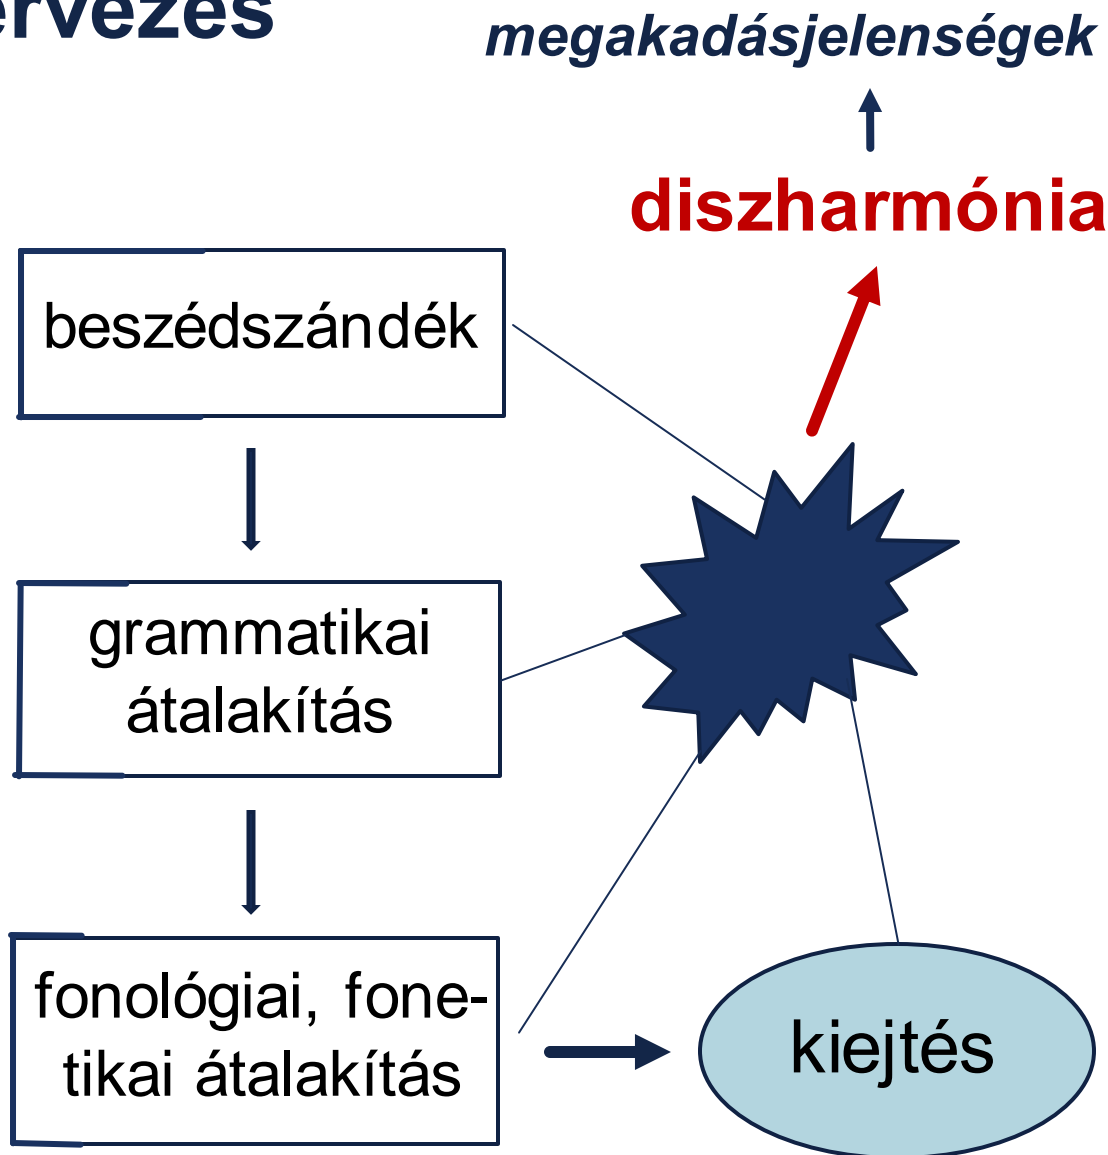 megakadásjelenségek
diszharmónia
beszédszándék
grammatikai
átalakítás
fonológiai, fone-
tikai átalakítás
kiejtés